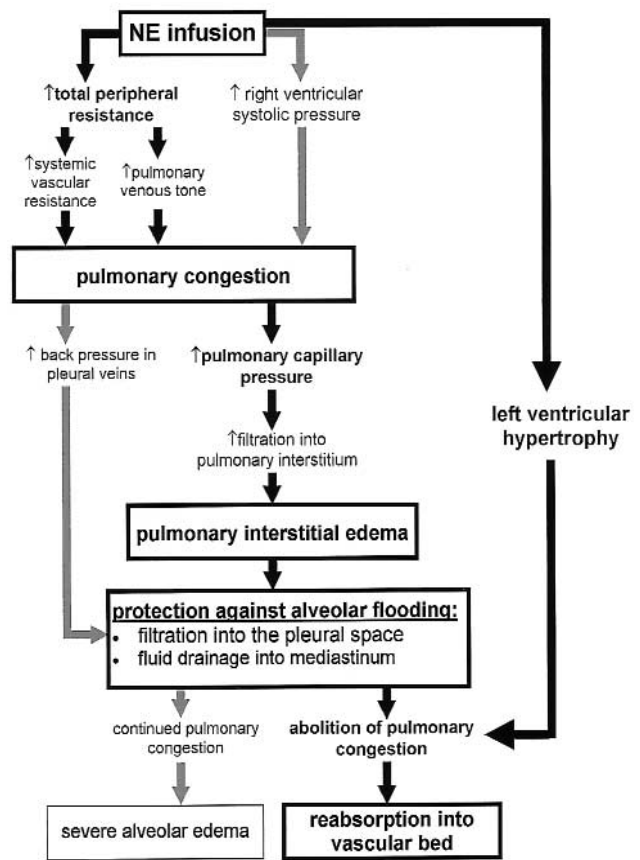 NE infusion
↑total peripheral
resistance
↑ right ventricular
systolic pressure
↑systemic
vascular
resistance
↑pulmonary
venous tone
pulmonary congestion
↑ back pressure in
pleural veins
↑pulmonary capillary
pressure
left ventricular
hypertrophy
↑filtration into
pulmonary interstitium
pulmonary interstitial edema
protection against alveolar flooding:
• filtration into the pleural space
• fluid drainage into mediastinum
continued pulmonary
congestion
abolition of pulmonary
congestion
severe alveolar edema
reabsorption into
vascular bed